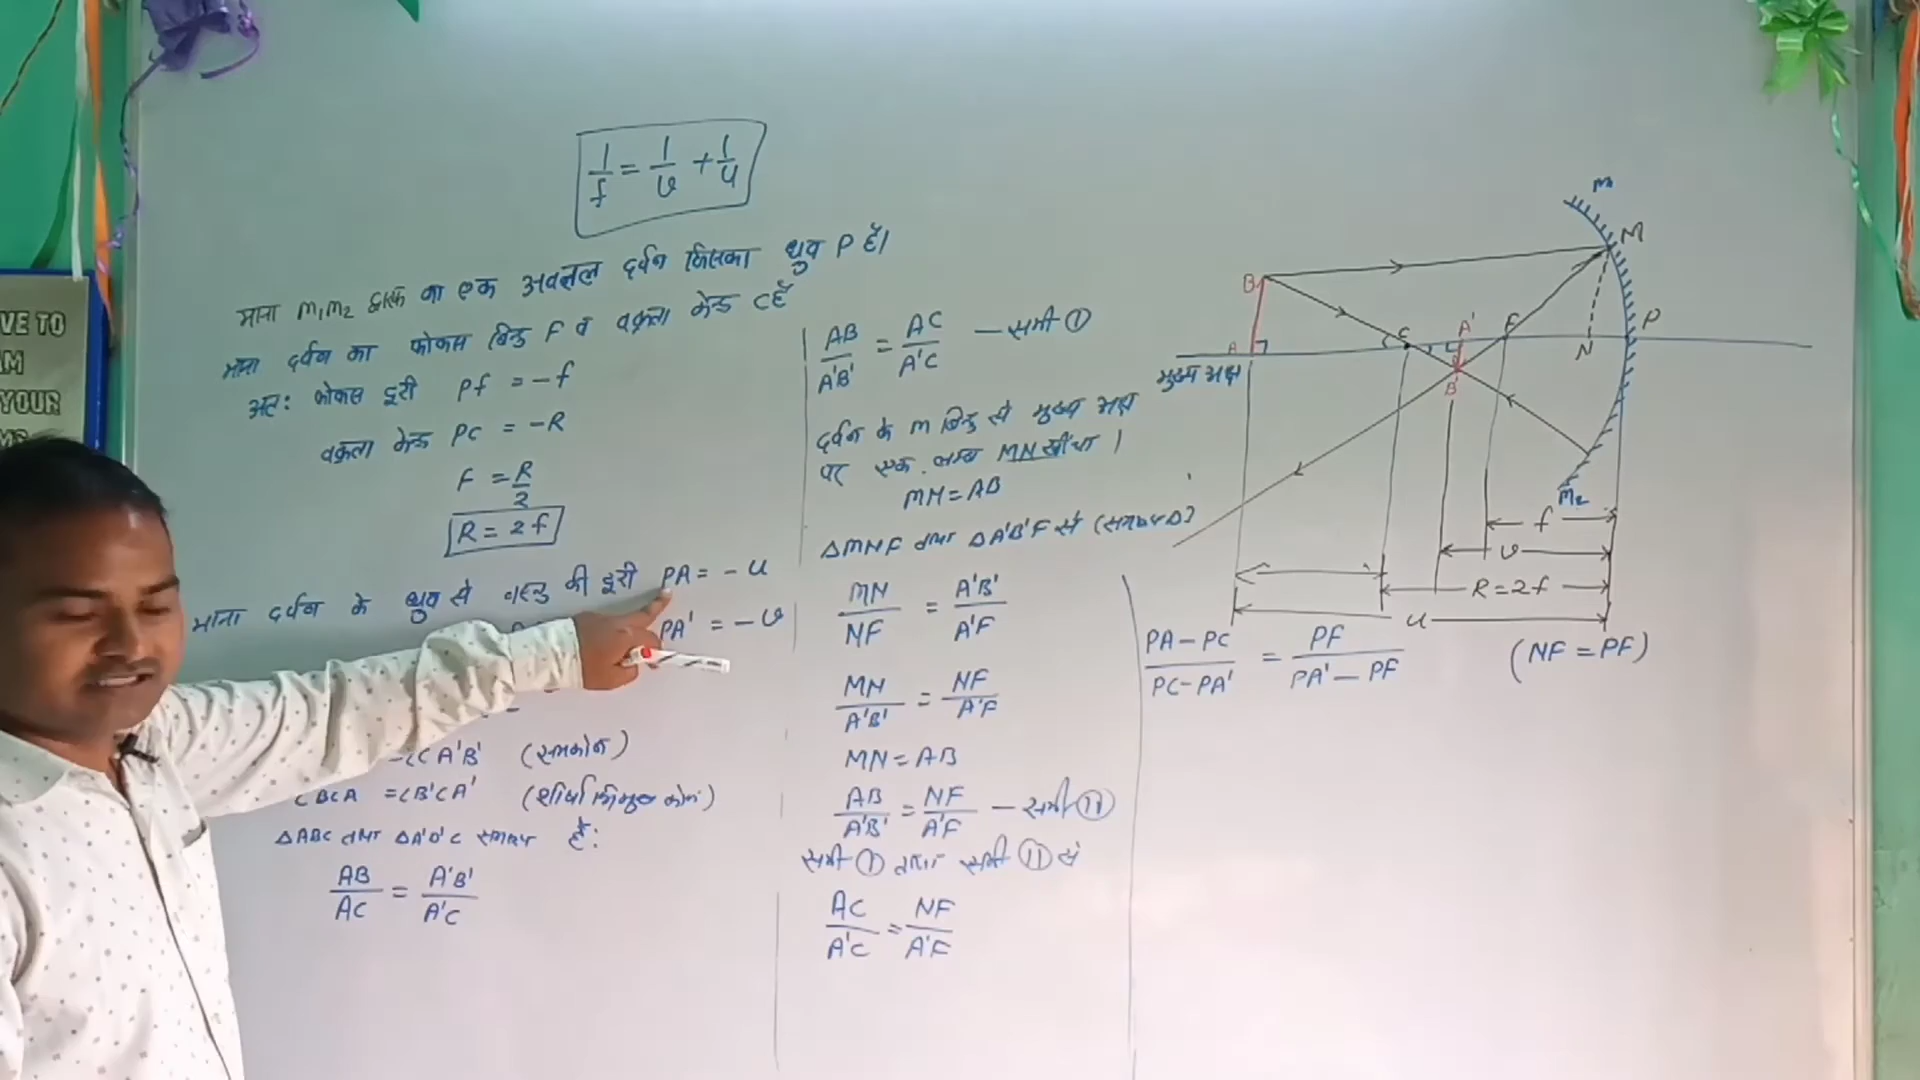 VE TO
AM
YOUR
1/f = 1/v + 1/u
माना M₁M₂ का एक अवतल दर्पण जिसका ध्रुव P है।
माना दर्पण का फोकस बिन्दु F व वक्रता केन्द्र C है
अतः फोकस दूरी Pf = -f
वक्रता केन्द्र PC = -R
F = R/2
R = 2f
माना दर्पण के ध्रुव से वस्तु की दूरी PA = -u
PA' = -v
CA'B' (समकोण)
∠BCA = ∠B'CA' (शीर्षाभिमुख कोण)
△ABC तथा △A'B'C समरूप हैं:
AB/AC = A'B'/A'C
AB/A'B' = AC/A'C — समी ①
दर्पण के M बिन्दु से मुख्य अक्ष
पर एक लम्ब MN खींचा।
MN = AB
△MNF तथा △A'B'F से (समरूप △)
MN/NF = A'B'/A'F
MN/A'B' = NF/A'F
MN = AB
AB/A'B' = NF/A'F — समी ⑪
समी ① तथा समी ⑪ से
AC/A'C = NF/A'F
M₁
M
B
A
मुख्य अक्ष
C
A'
F
N
P
B'
M₂
f
v
R = 2f
u
PA-PC/PC-PA' = PF/PA'-PF (NF = PF)